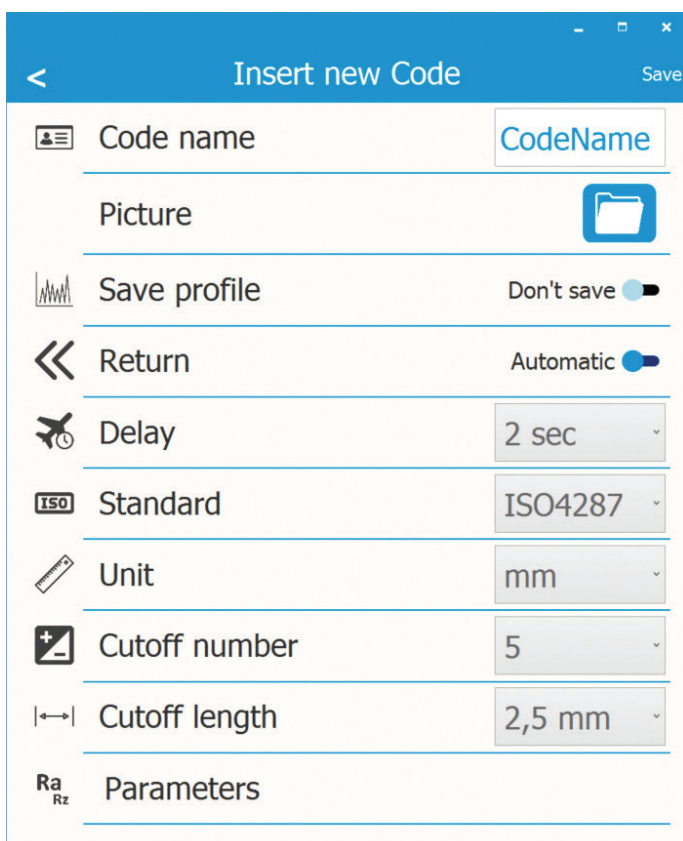 < Insert new Code Save
Code name CodeName
Picture
Save profile Don't save
Return Automatic
Delay 2 sec
ISO Standard ISO4287
Unit mm
Cutoff number 5
Cutoff length 2,5 mm
Ra Rz Parameters